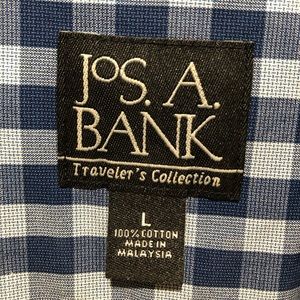 JoS. A.
BANK
Traveler's Collection
L
100% COTTON
MADE IN
MALAYSIA